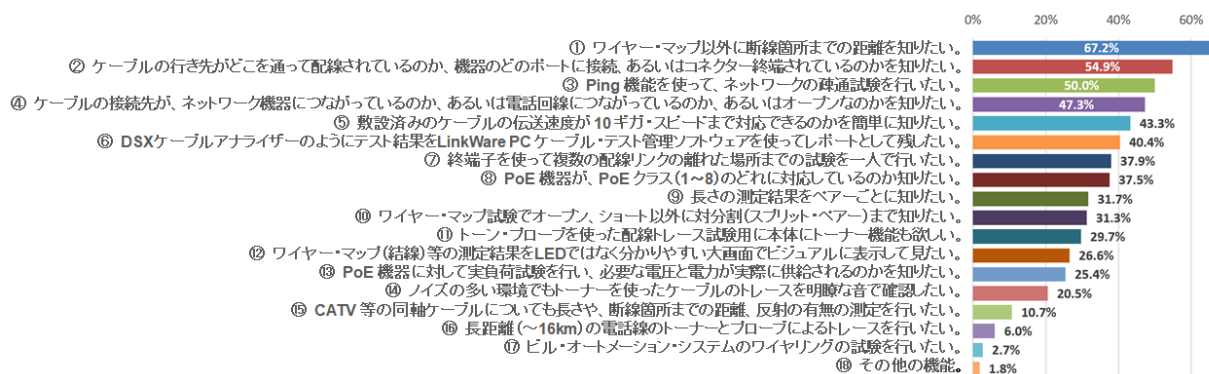 0% 20% 40% 60%
① ワイヤー・マップ以外に断線箇所までの距離を知りたい。 67.2%
② ケーブルの行き先がどこを通って配線されているのか、機器のどのポートに接続、あるいはコネクター終端されているのかを知りたい。 54.9%
③ Ping 機能を使って、ネットワークの疎通試験を行いたい。 50.0%
④ ケーブルの接続先が、ネットワーク機器につながっているのか、あるいは電話回線につながっているのか、あるいはオープンなのかを知りたい。 47.3%
⑤ 敷設済みのケーブルの伝送速度が 10ギガ・スピードまで対応できるのかを簡単に知りたい。 43.3%
⑥ DSXケーブルアナライザーのようにテスト結果をLinkWare PC ケーブル・テスト管理ソフトウェアを使ってレポートとして残したい。 40.4%
⑦ 終端子を使って複数の配線リンクの離れた場所までの試験を一人で行いたい。 37.9%
⑧ PoE 機器が、PoE クラス(1～8)のどれに対応しているのか知りたい。 37.5%
⑨ 長さの測定結果をペアーごとに知りたい。 31.7%
⑩ ワイヤー・マップ試験でオープン、ショート以外に対分割(スプリット・ペアー)まで知りたい。 31.3%
⑪ トーン・プローブを使った配線トレース試験用に本体にトーナー機能も欲しい。 29.7%
⑫ ワイヤー・マップ(結線)等の測定結果をLEDではなく分かりやすい大画面でビジュアルに表示して見たい。 26.6%
⑬ PoE 機器に対して実負荷試験を行い、必要な電圧と電力が実際に供給されるのかを知りたい。 25.4%
⑭ ノイズの多い環境でもトーナーを使ったケーブルのトレースを明瞭な音で確認したい。 20.5%
⑮ CATV 等の同軸ケーブルについても長さや、断線箇所までの距離、反射の有無の測定を行いたい。 10.7%
⑯ 長距離(～16km)の電話線のトーナーとプローブによるトレースを行いたい。 6.0%
⑰ ビル・オートメーション・システムのワイヤリングの試験を行いたい。 2.7%
⑱ その他の機能。 1.8%